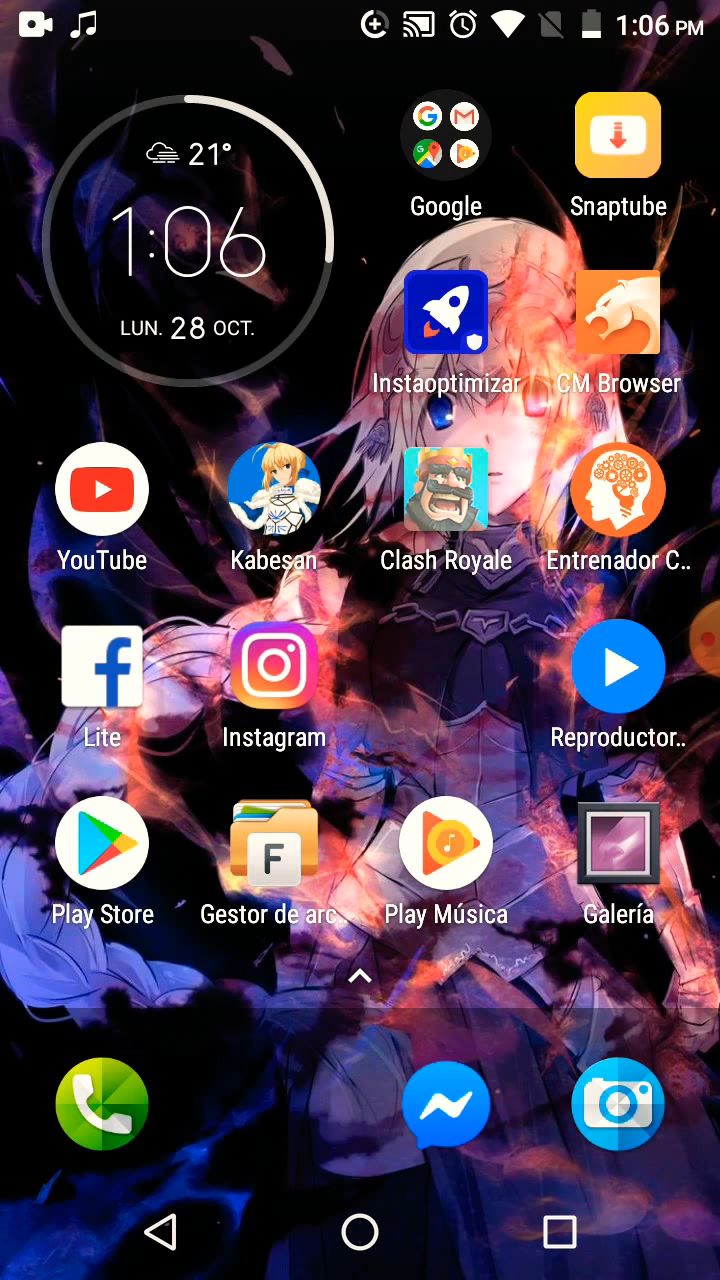 1:06 PM
21°
1:06
LUN. 28 OCT.
Google
Snaptube
Instaoptimizar
CM Browser
YouTube
Kabesan
Clash Royale
Entrenador C..
Lite
Instagram
Reproductor..
Play Store
F
Gestor de arc..
Play Música
Galería